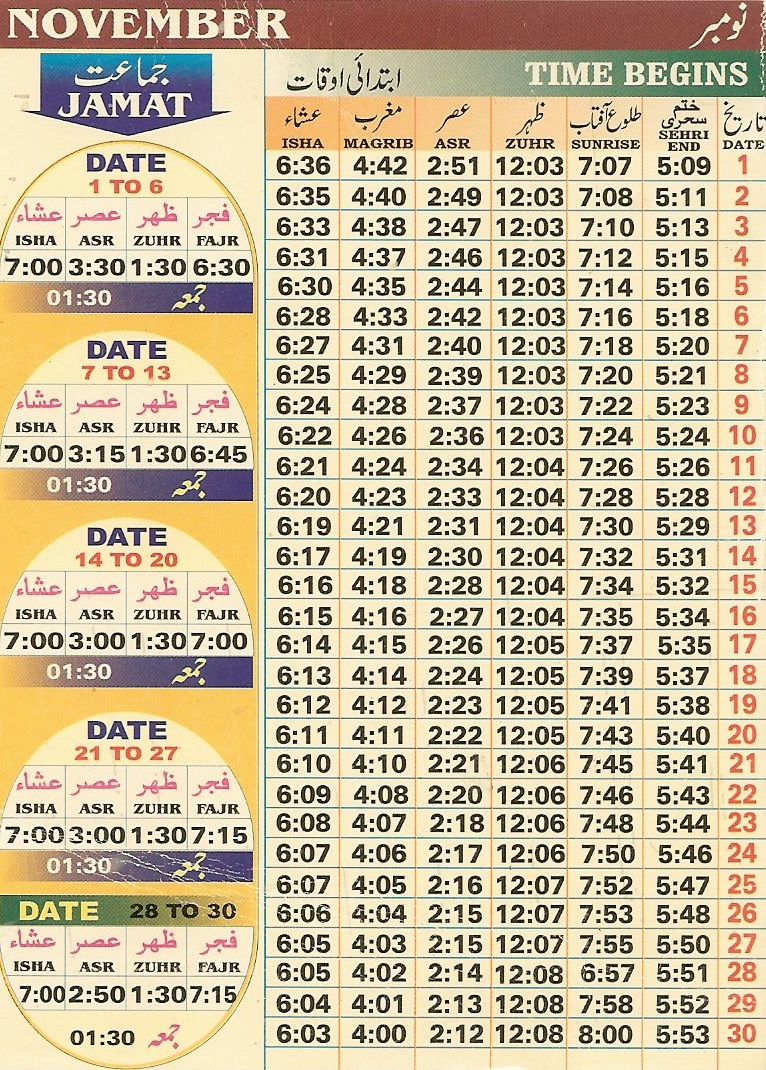 NOVEMBER نومبر
جماعت
JAMAT
DATE
1 TO 6
عشاء عصر ظهر فجر
ISHA ASR ZUHR FAJR
7:00 3:30 1:30 6:30
01:30 جمعہ
DATE
7 TO 13
عشاء عصر ظهر فجر
ISHA ASR ZUHR FAJR
7:00 3:15 1:30 6:45
01:30 جمعہ
DATE
14 TO 20
عشاء عصر ظهر فجر
ISHA ASR ZUHR FAJR
7:00 3:00 1:30 7:00
01:30 جمعہ
DATE
21 TO 27
عشاء عصر ظهر فجر
ISHA ASR ZUHR FAJR
7:00 3:00 1:30 7:15
01:30 جمعہ
DATE 28 TO 30
عشاء عصر ظهر فجر
ISHA ASR ZUHR FAJR
7:00 2:50 1:30 7:15
01:30 جمعہ
ابتدائی اوقات TIME BEGINS
عشاء مغرب عصر ظہر طلوع آفتاب ختم سحری تاریخ
ISHA MAGRIB ASR ZUHR SUNRISE SEHRI END DATE
6:36 4:42 2:51 12:03 7:07 5:09 1
6:35 4:40 2:49 12:03 7:08 5:11 2
6:33 4:38 2:47 12:03 7:10 5:13 3
6:31 4:37 2:46 12:03 7:12 5:15 4
6:30 4:35 2:44 12:03 7:14 5:16 5
6:28 4:33 2:42 12:03 7:16 5:18 6
6:27 4:31 2:40 12:03 7:18 5:20 7
6:25 4:29 2:39 12:03 7:20 5:21 8
6:24 4:28 2:37 12:03 7:22 5:23 9
6:22 4:26 2:36 12:03 7:24 5:24 10
6:21 4:24 2:34 12:04 7:26 5:26 11
6:20 4:23 2:33 12:04 7:28 5:28 12
6:19 4:21 2:31 12:04 7:30 5:29 13
6:17 4:19 2:30 12:04 7:32 5:31 14
6:16 4:18 2:28 12:04 7:34 5:32 15
6:15 4:16 2:27 12:04 7:35 5:34 16
6:14 4:15 2:26 12:05 7:37 5:35 17
6:13 4:14 2:24 12:05 7:39 5:37 18
6:12 4:12 2:23 12:05 7:41 5:38 19
6:11 4:11 2:22 12:05 7:43 5:40 20
6:10 4:10 2:21 12:06 7:45 5:41 21
6:09 4:08 2:20 12:06 7:46 5:43 22
6:08 4:07 2:18 12:06 7:48 5:44 23
6:07 4:06 2:17 12:06 7:50 5:46 24
6:07 4:05 2:16 12:07 7:52 5:47 25
6:06 4:04 2:15 12:07 7:53 5:48 26
6:05 4:03 2:15 12:07 7:55 5:50 27
6:05 4:02 2:14 12:08 6:57 5:51 28
6:04 4:01 2:13 12:08 7:58 5:52 29
6:03 4:00 2:12 12:08 8:00 5:53 30